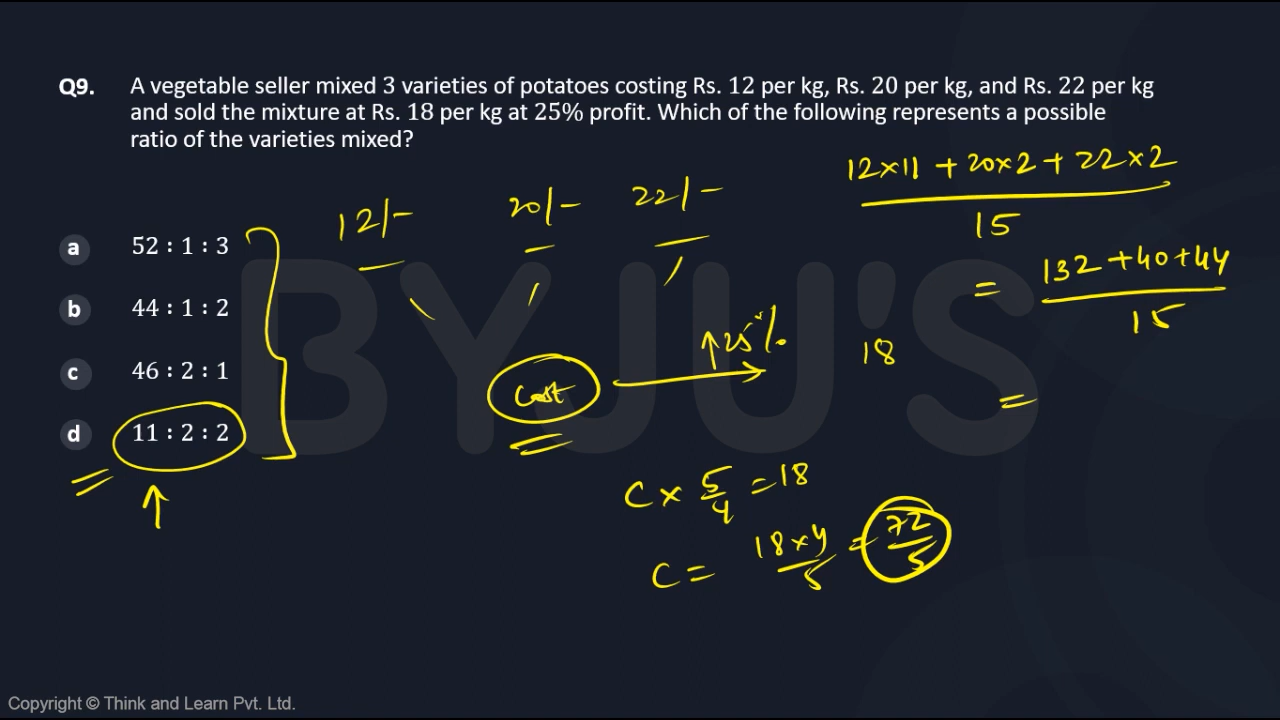 Q9. A vegetable seller mixed 3 varieties of potatoes costing Rs. 12 per kg, Rs. 20 per kg, and Rs. 22 per kg
and sold the mixture at Rs. 18 per kg at 25% profit. Which of the following represents a possible
ratio of the varieties mixed?
12×11 + 20×2 + 22×2
15
12/- 20/- 22/-
a 52 : 1 : 3
= 132 + 40 + 44
15
b 44 : 1 : 2
BYJU'S
↑25%
18
c 46 : 2 : 1
Cost
=
d 11 : 2 : 2
C × 5/4 = 18
C = 18×4/5 = 72/5
Copyright © Think and Learn Pvt. Ltd.